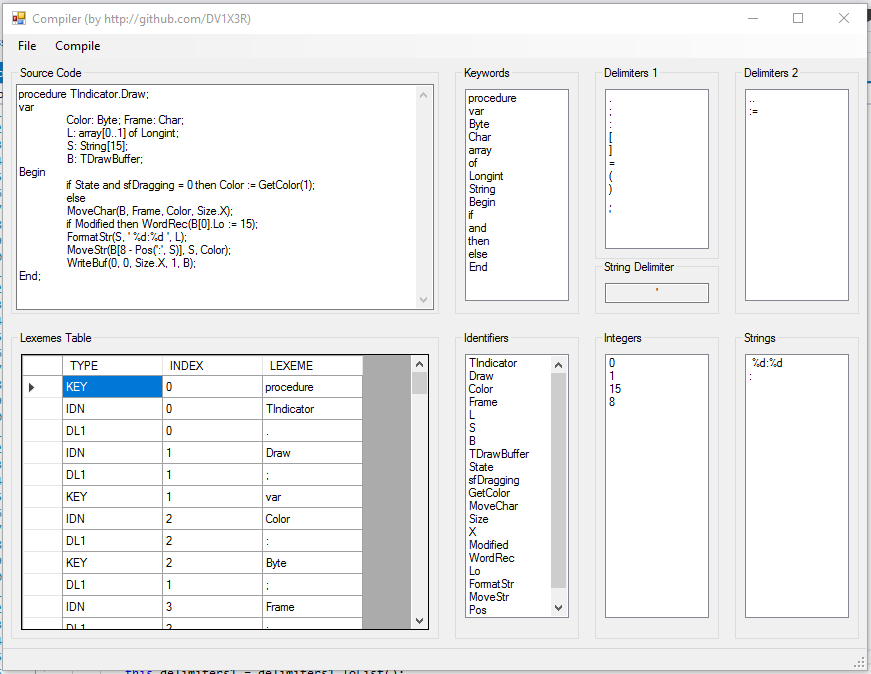 Compiler (by http://github.com/DV1X3R)
File Compile
Source Code
procedure TIndicator.Draw;
var
Color: Byte; Frame: Char;
L: array[0..1] of Longint;
S: String[15];
B: TDrawBuffer;
Begin
if State and sfDragging = 0 then Color := GetColor(1);
else
MoveChar(B, Frame, Color, Size.X);
if Modified then WordRec(B[0].Lo := 15);
FormatStr(S, ' %d:%d ', L);
MoveStr(B[8 - Pos(':', S)], S, Color);
WriteBuf(0, 0, Size.X, 1, B);
End;
Keywords
procedure
var
Byte
Char
array
of
Longint
String
Begin
if
and
then
else
End
Delimiters 1
.
;
:
[
]
=
(
)
,
String Delimiter
'
Delimiters 2
..
:=
Lexemes Table
TYPE INDEX LEXEME
KEY 0 procedure
IDN 0 TIndicator
DL1 0 .
IDN 1 Draw
DL1 1 ;
KEY 1 var
IDN 2 Color
DL1 2 :
KEY 2 Byte
DL1 1 ;
IDN 3 Frame
DL1 2 :
Identifiers
TIndicator
Draw
Color
Frame
L
S
B
TDrawBuffer
State
sfDragging
GetColor
MoveChar
Size
X
Modified
WordRec
Lo
FormatStr
MoveStr
Pos
Integers
0
1
15
8
Strings
%d:%d
:
this.delimiters1 = delimiters1.ToList();